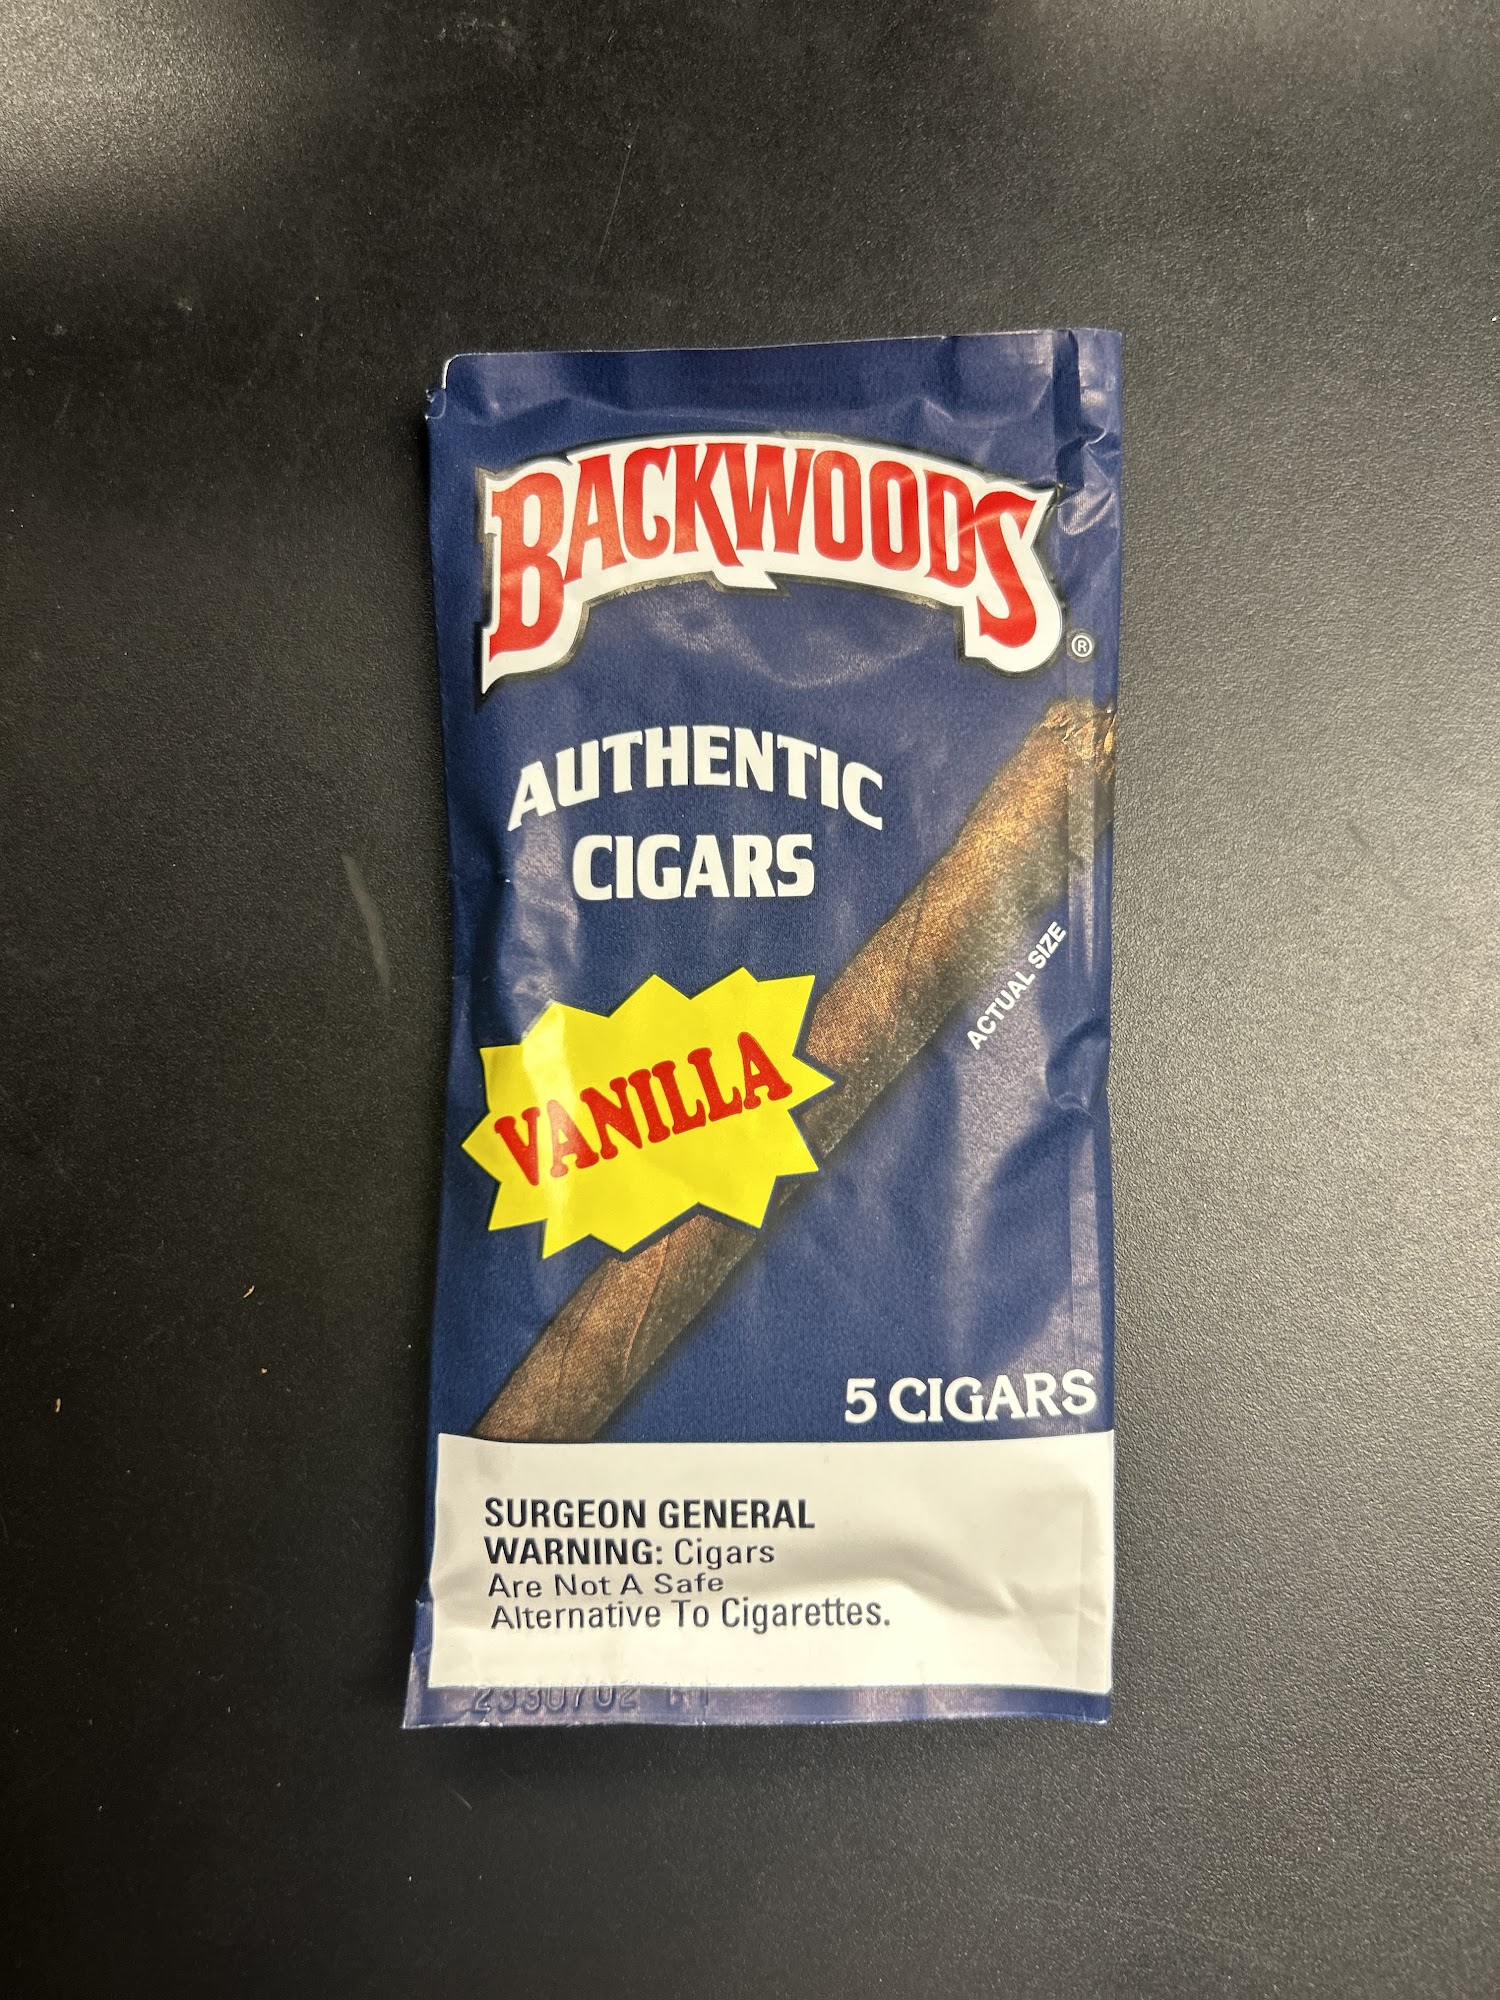 BACKWOODS®
AUTHENTIC
CIGARS
ACTUAL SIZE
VANILLA
5 CIGARS
SURGEON GENERAL
WARNING: Cigars
Are Not A Safe
Alternative To Cigarettes.